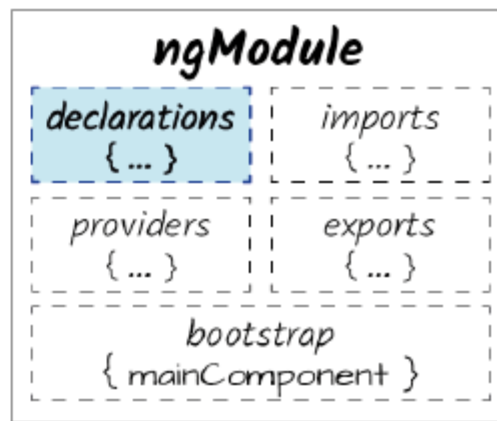 ngModule
declarations
{ ... }
imports
{ ... }
providers
{ ... }
exports
{ ... }
bootstrap
{ mainComponent }